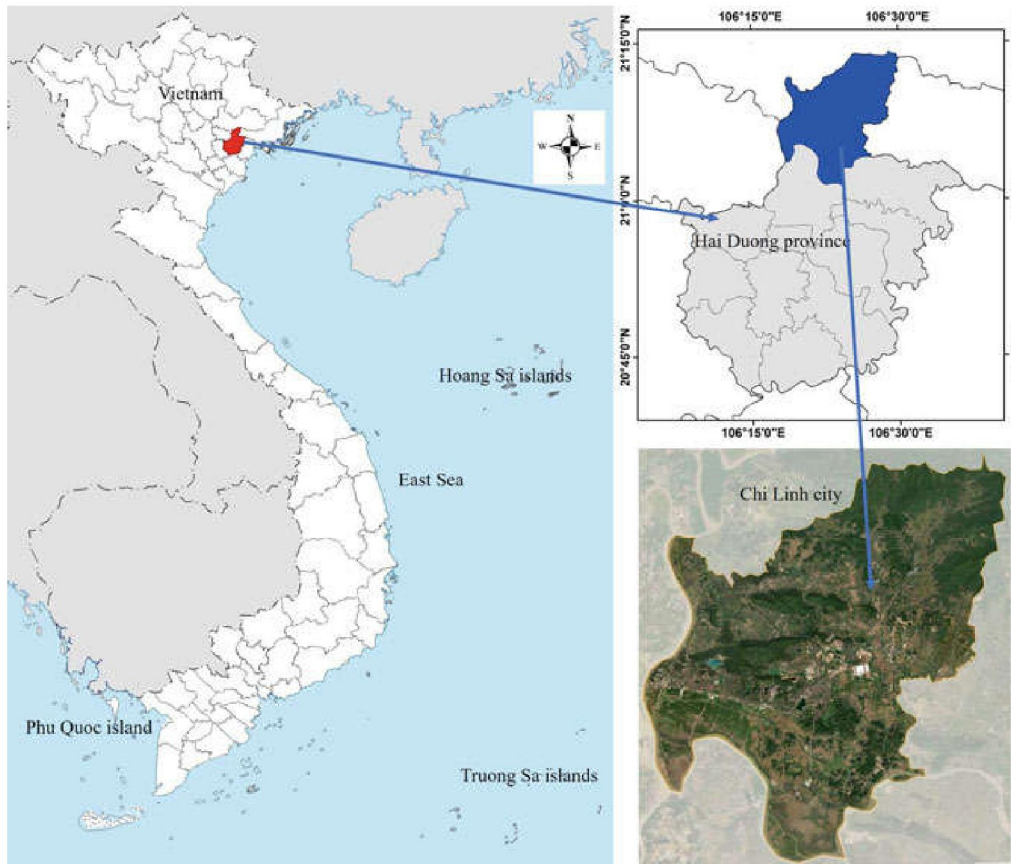 Vietnam
N
W
E
S
Hoang Sa islands
East Sea
Phu Quoc island
Truong Sa islands
106°15'0"E
106°30'0"E
21°15'0"N
21°0'0"N
20°45'0"N
Hai Duong province
106°15'0"E
106°30'0"E
Chi Linh city